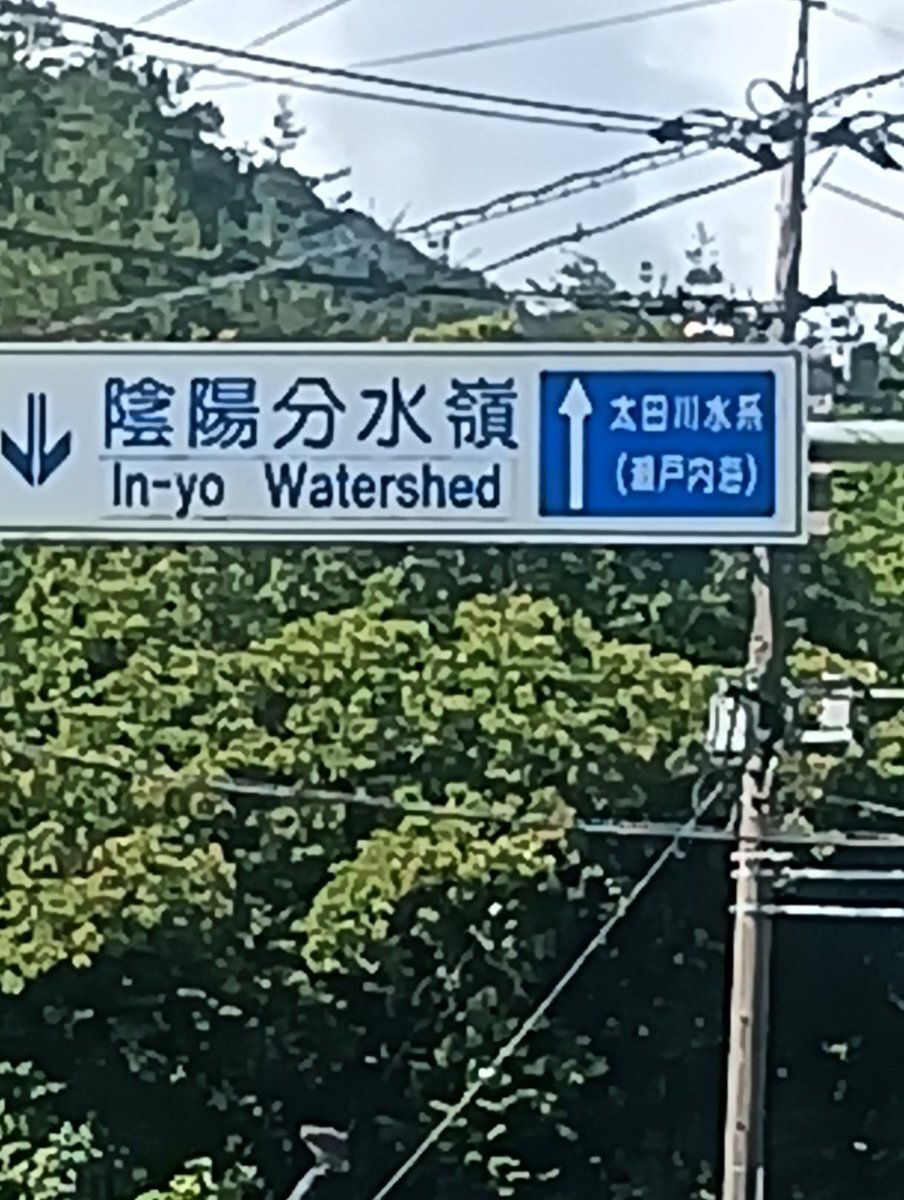 陰陽分水嶺
In-yo Watershed
太田川水系
(瀬戸内海)